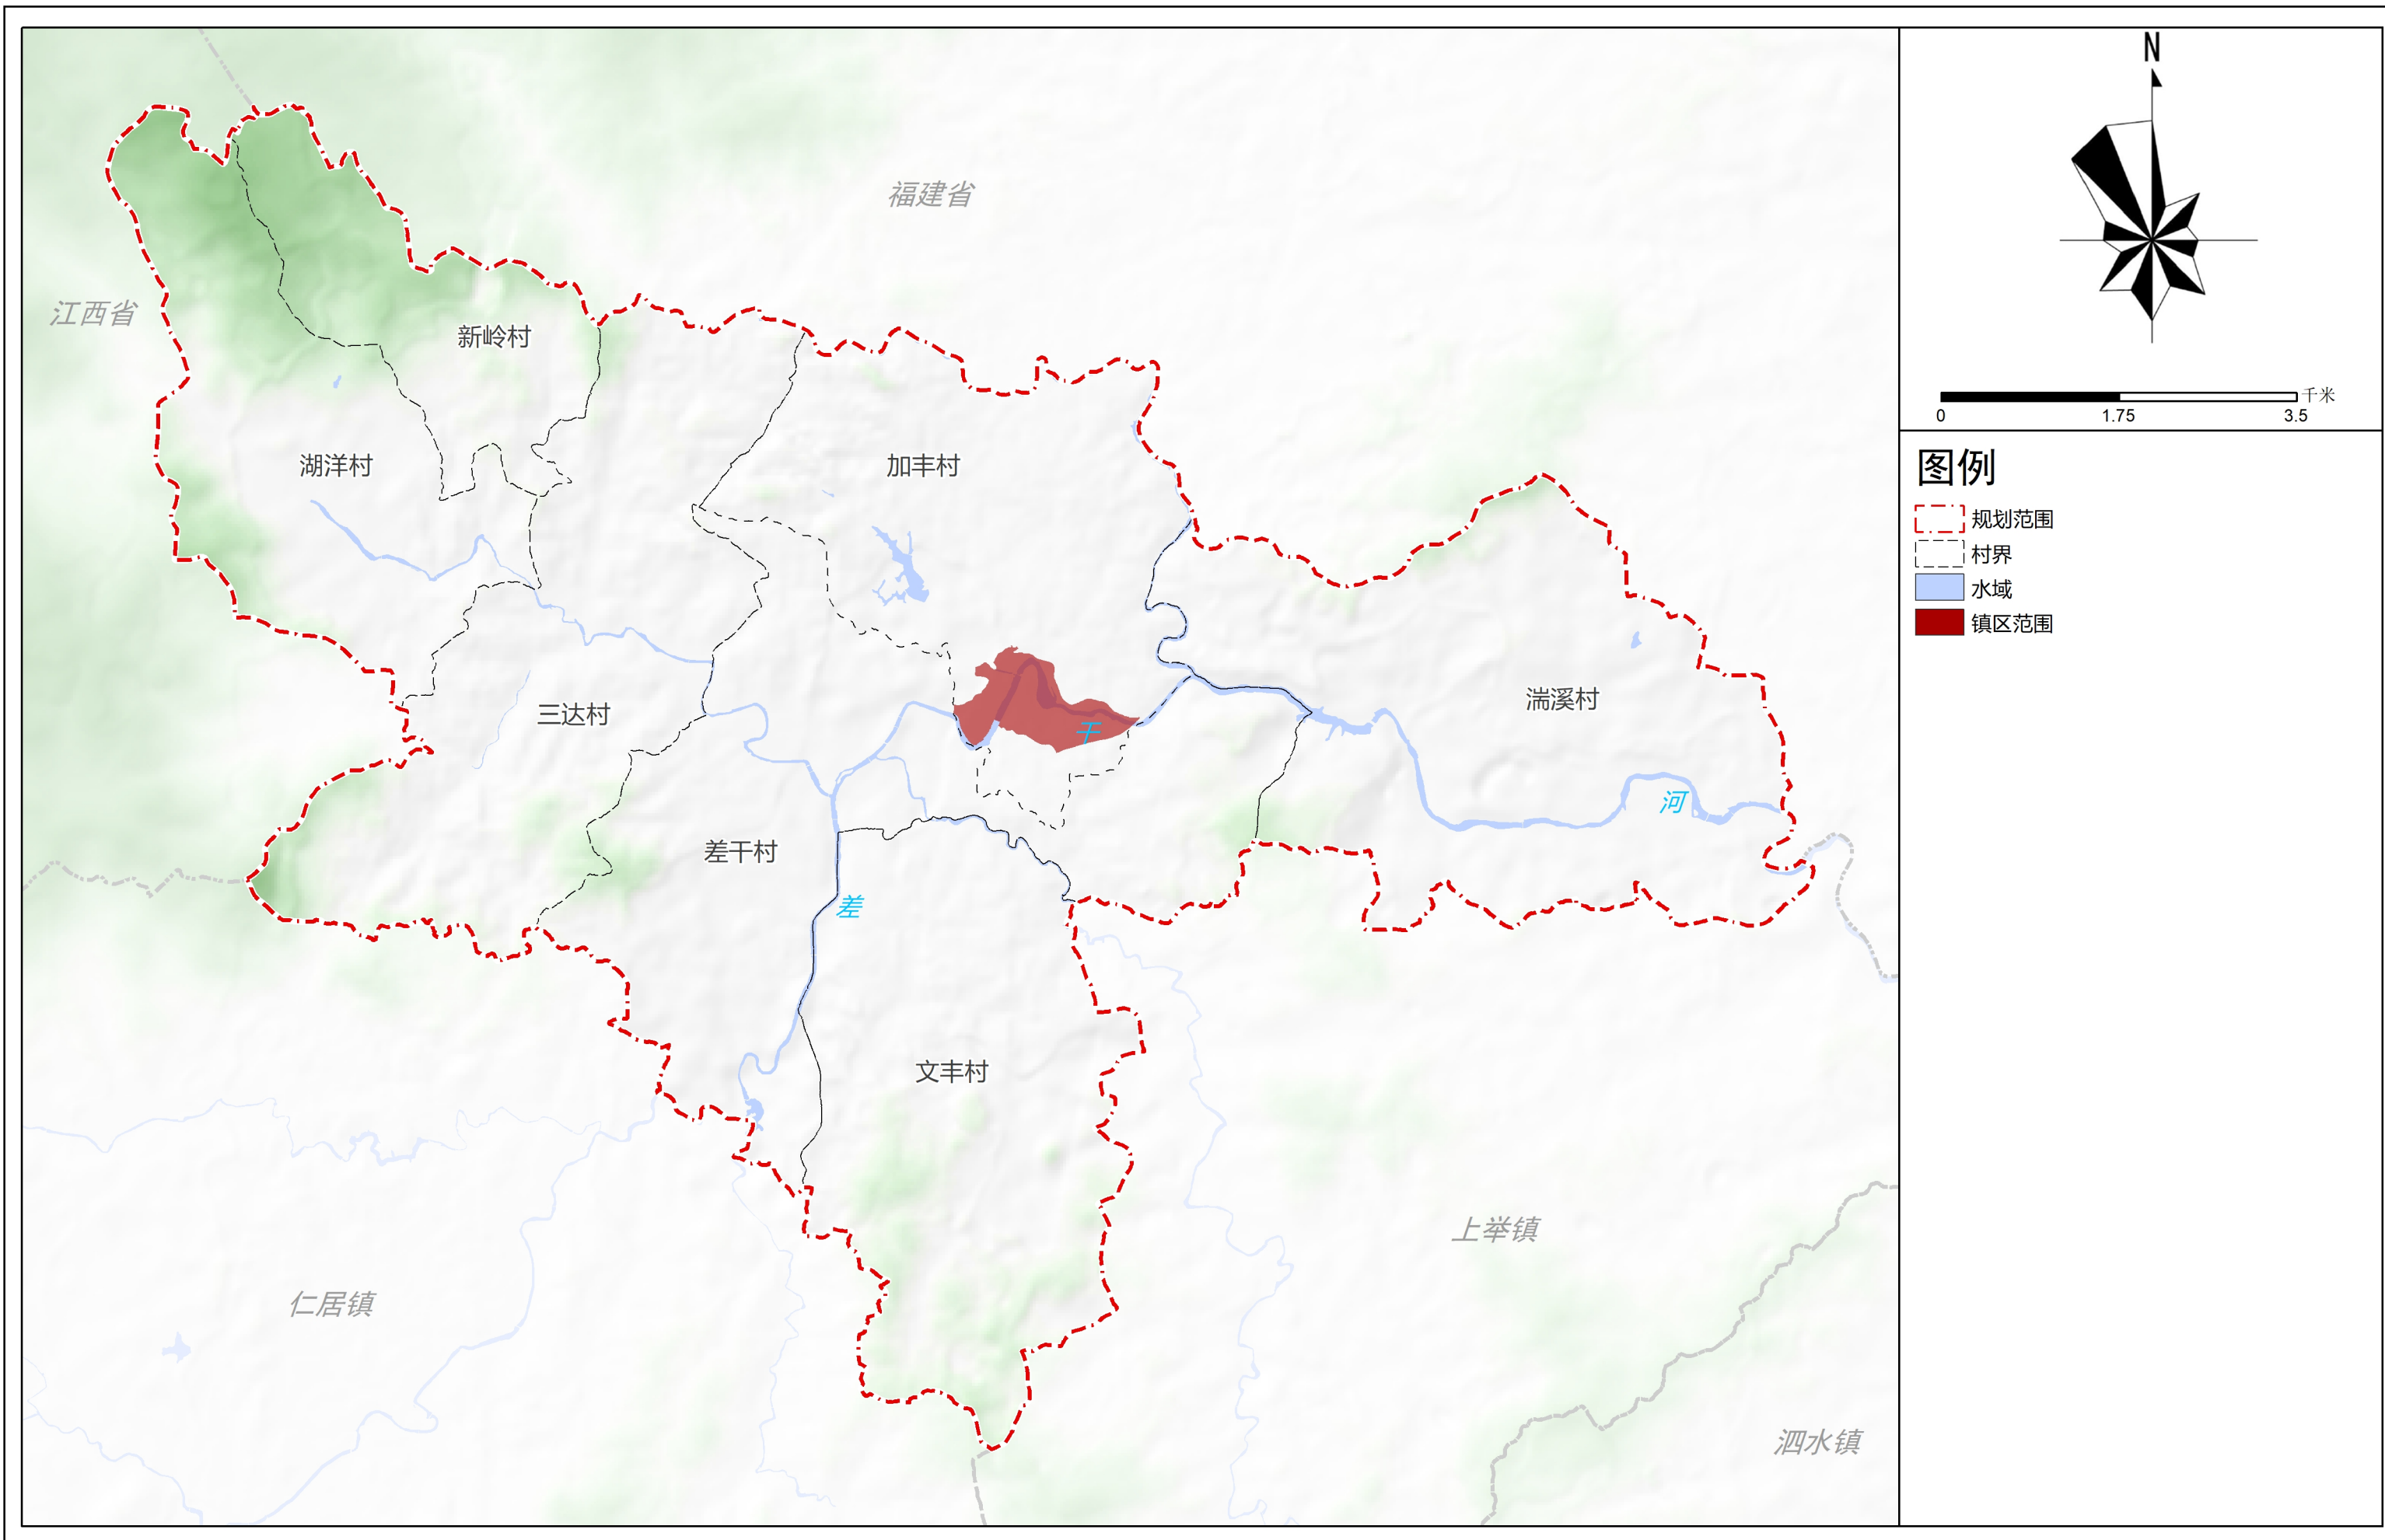 N
福建省
江西省
新岭村
千米
0
1.75
3.5
湖洋村
加丰村
图例
规划范围
村界
水域
镇区范围
三达村
湍溪村
干
河
差干村
差
文丰村
上举镇
仁居镇
泗水镇